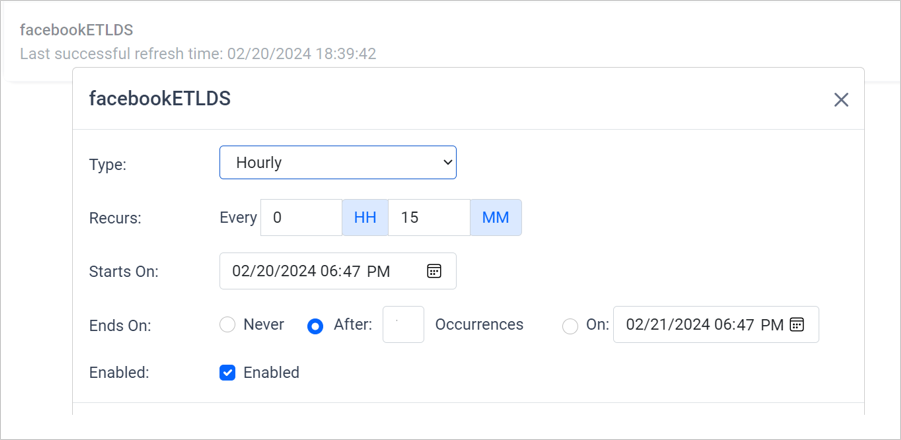 facebookETLDS
Last successful refresh time: 02/20/2024 18:39:42
facebookETLDS
Type: Hourly
Recurs: Every 0 HH 15 MM
Starts On: 02/20/2024 06:47 PM
Ends On: Never After: Occurrences On: 02/21/2024 06:47 PM
Enabled: Enabled